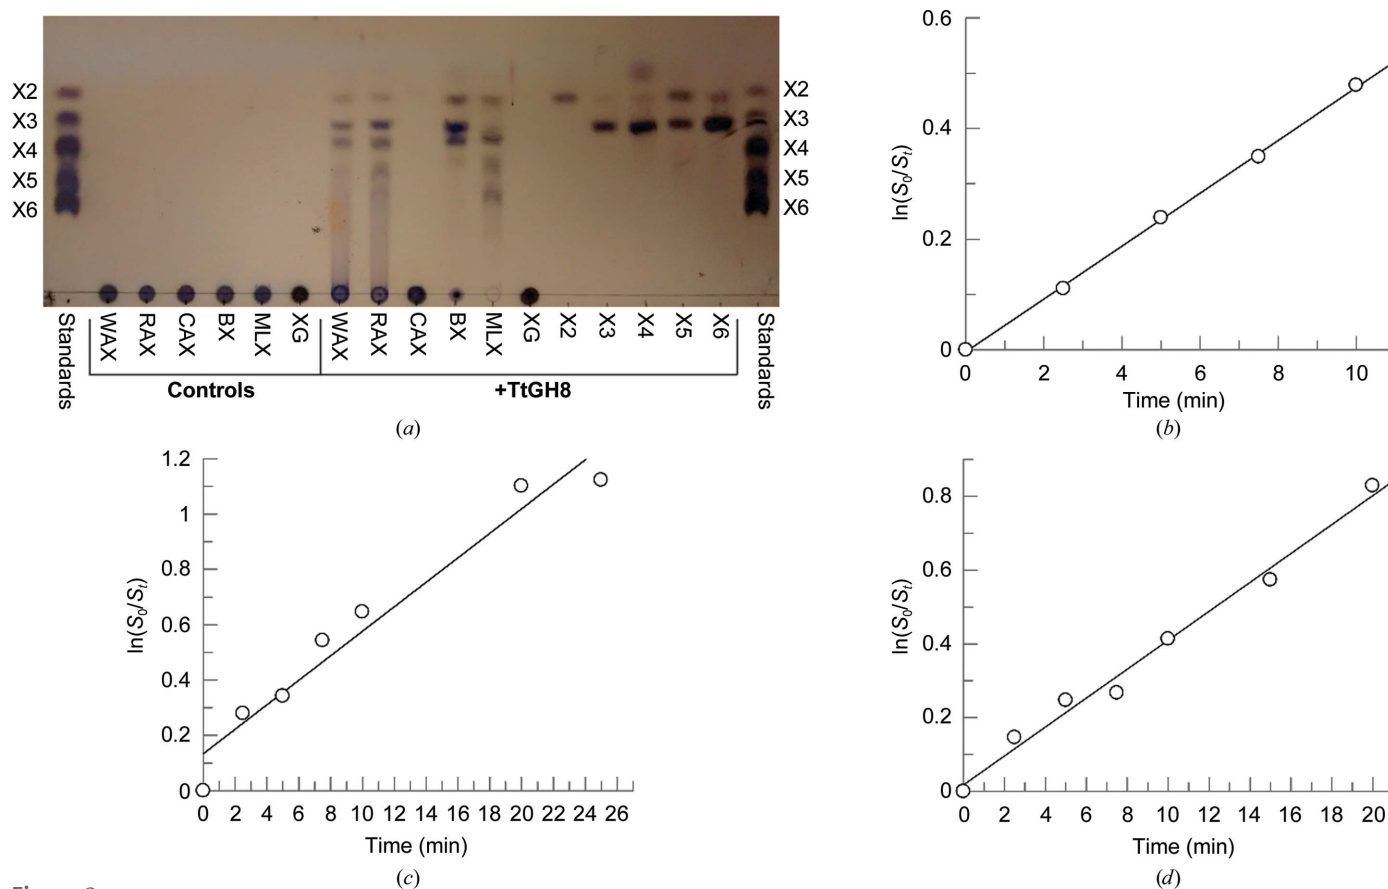 X2
X3
X4
X5
X6
X2
X3
X4
X5
X6
Standards
WAX
RAX
CAX
BX
MLX
XG
WAX
RAX
CAX
BX
MLX
XG
X2
X3
X4
X5
X6
Standards
Controls
+TtGH8
(a)
0.6
0.4
0.2
0
ln(S0/St)
0 2 4 6 8 10
Time (min)
(b)
1.2
1
0.8
0.6
0.4
0.2
0
ln(S0/St)
0 2 4 6 8 10 12 14 16 18 20 22 24 26
Time (min)
(c)
0.8
0.6
0.4
0.2
0
ln(S0/St)
0 2 4 6 8 10 12 14 16 18 20
Time (min)
(d)